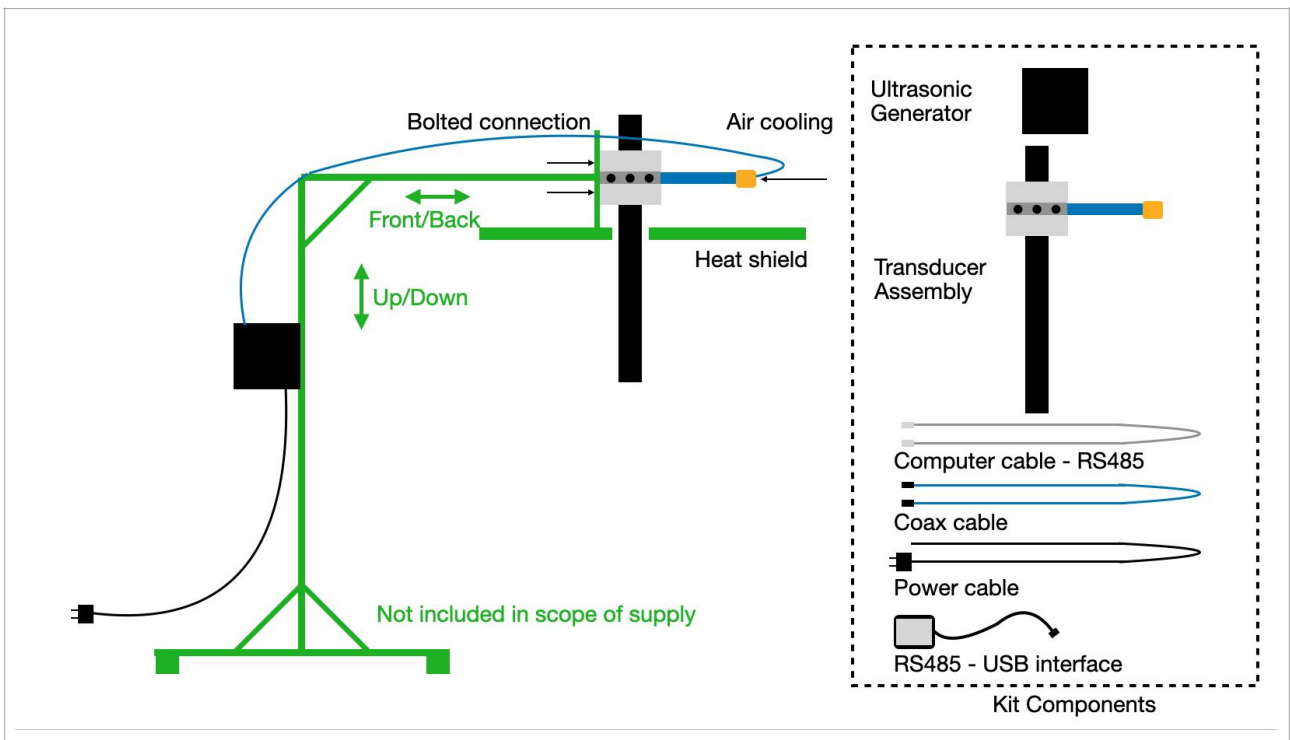 Bolted connection
Air cooling
Front/Back
Heat shield
Up/Down
Not included in scope of supply
Ultrasonic
Generator
Transducer
Assembly
Computer cable - RS485
Coax cable
Power cable
RS485 - USB interface
Kit Components